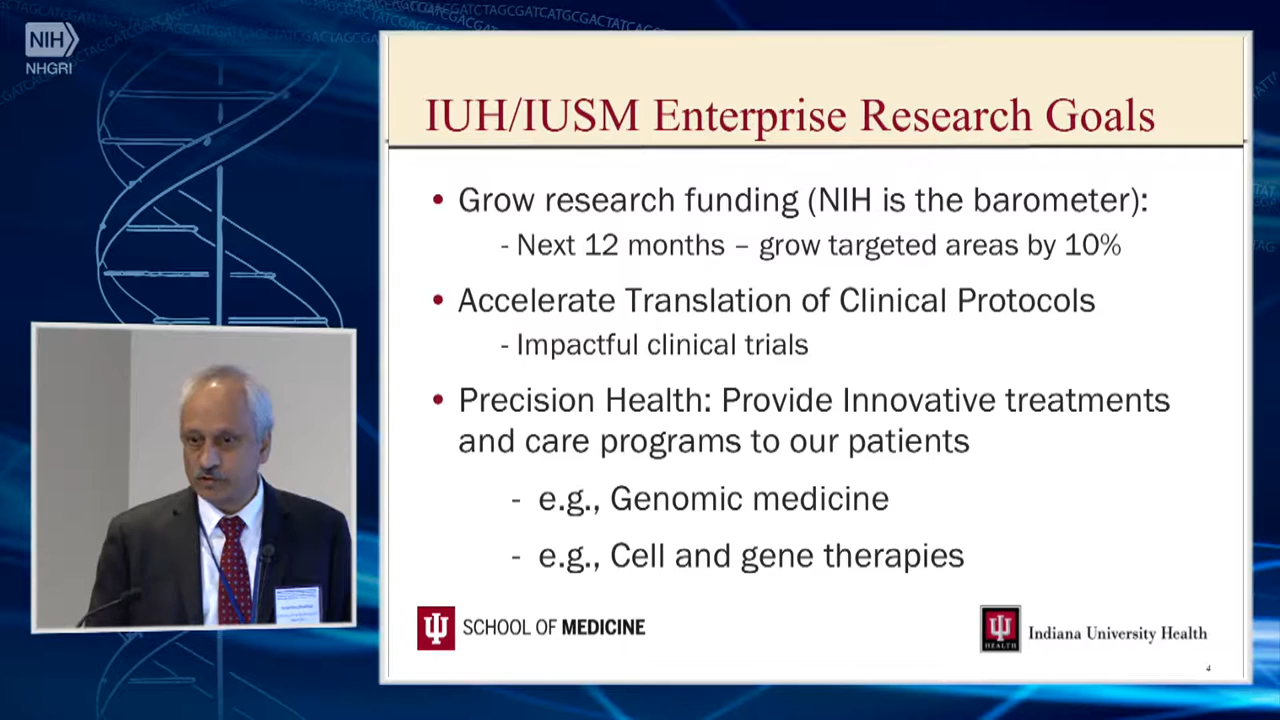 NIH
NHGRI
IUH/IUSM Enterprise Research Goals
• Grow research funding (NIH is the barometer):
- Next 12 months – grow targeted areas by 10%
• Accelerate Translation of Clinical Protocols
- Impactful clinical trials
• Precision Health: Provide Innovative treatments
and care programs to our patients
- e.g., Genomic medicine
- e.g., Cell and gene therapies
SCHOOL OF MEDICINE
HEALTH
Indiana University Health
4